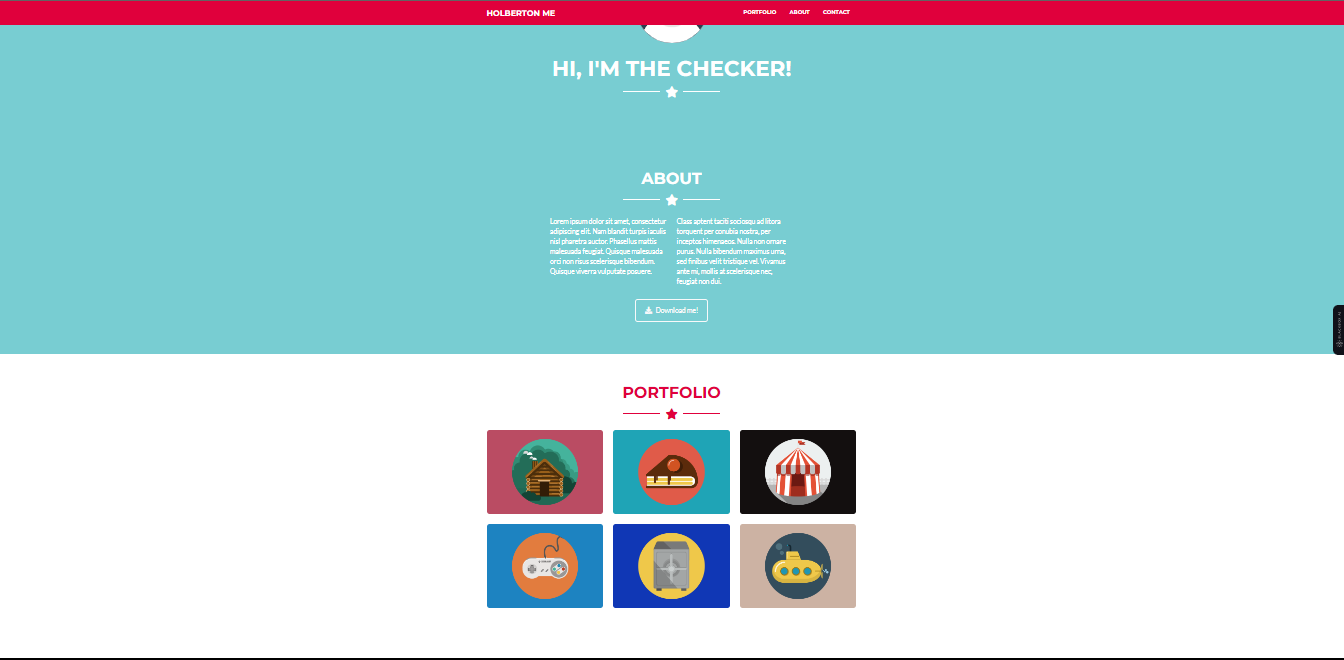 HOLBERTON ME
PORTFOLIO
ABOUT
CONTACT
HI, I'M THE CHECKER!
ABOUT
Lorem ipsum dolor sit amet, consectetur
adipiscing elit. Nam blandit turpis iaculis
nisl pharetra auctor. Phasellus mattis
malesuada feugiat. Quisque malesuada
orci non risus scelerisque bibendum.
Quisque viverra vulputate posuere.
Class aptent taciti sociosqu ad litora
torquent per conubia nostra, per
inceptos himenaeos. Nulla non ornare
purus. Nulla bibendum maximus urna,
sed finibus velit tristique vel. Vivamus
ante mi, mollis at scelerisque nec,
feugiat non dui.
Download me!
PORTFOLIO